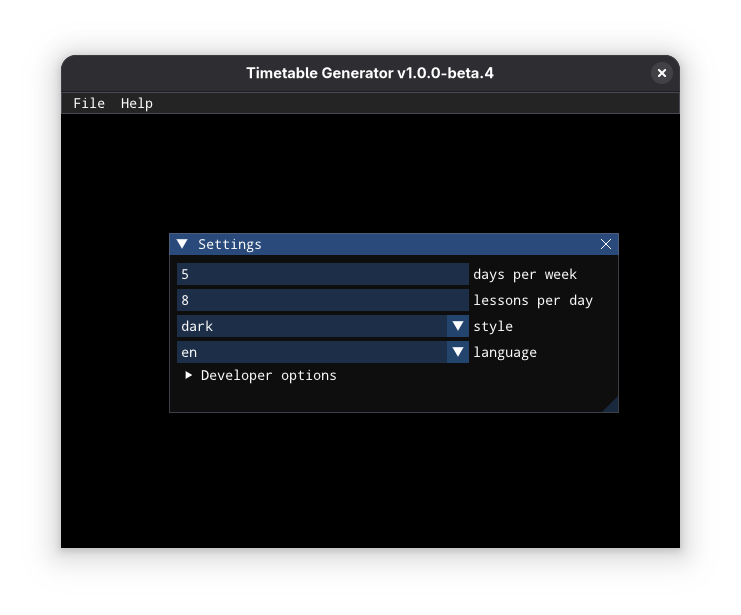 Timetable Generator v1.0.0-beta.4
File Help
Settings
5 days per week
8 lessons per day
dark style
en language
Developer options